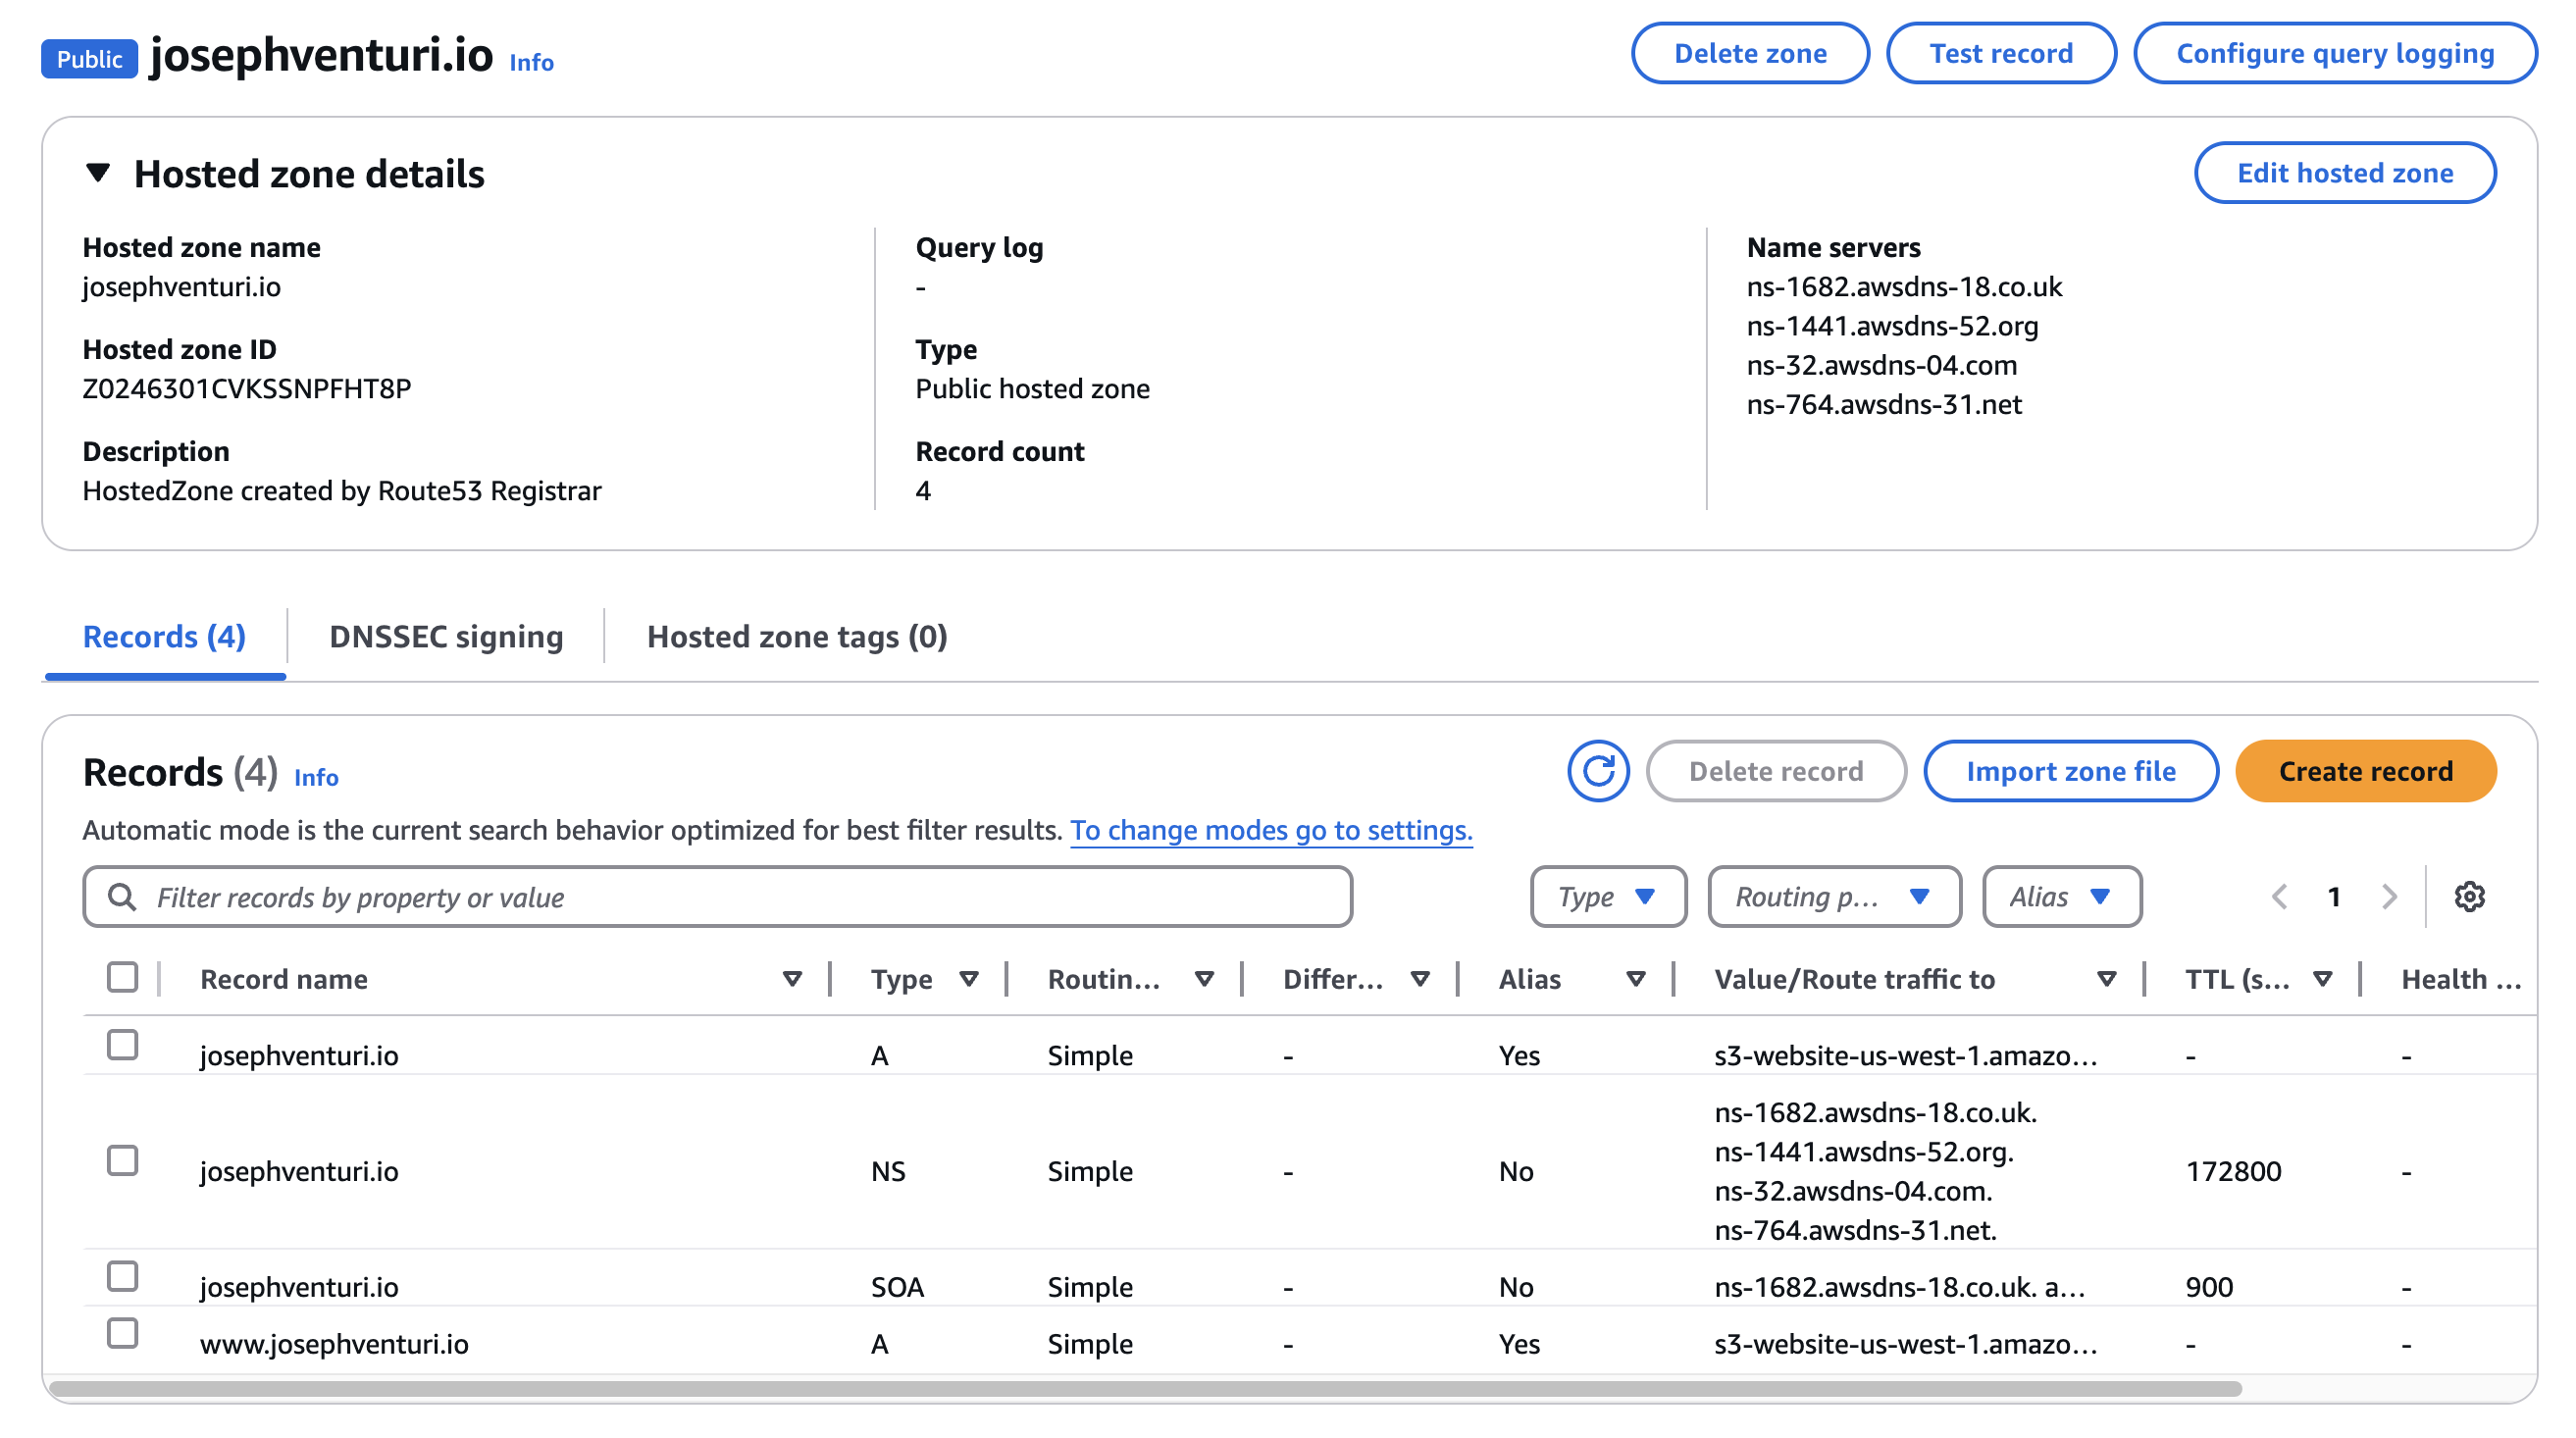 Public josephventuri.io Info
Delete zone
Test record
Configure query logging
Hosted zone details
Edit hosted zone
Hosted zone name
josephventuri.io
Hosted zone ID
Z0246301CVKSSNPFHT8P
Description
HostedZone created by Route53 Registrar
Query log
-
Type
Public hosted zone
Record count
4
Name servers
ns-1682.awsdns-18.co.uk
ns-1441.awsdns-52.org
ns-32.awsdns-04.com
ns-764.awsdns-31.net
Records (4)
DNSSEC signing
Hosted zone tags (0)
Records (4) Info
Delete record
Import zone file
Create record
Automatic mode is the current search behavior optimized for best filter results. To change modes go to settings.
Filter records by property or value
Type
Routing p...
Alias
1
Record name Type Routin... Differ... Alias Value/Route traffic to TTL (s... Health ...
josephventuri.io A Simple - Yes s3-website-us-west-1.amazo... - -
josephventuri.io NS Simple - No ns-1682.awsdns-18.co.uk.
ns-1441.awsdns-52.org.
ns-32.awsdns-04.com.
ns-764.awsdns-31.net. 172800 -
josephventuri.io SOA Simple - No ns-1682.awsdns-18.co.uk. a... 900 -
www.josephventuri.io A Simple - Yes s3-website-us-west-1.amazo... - -